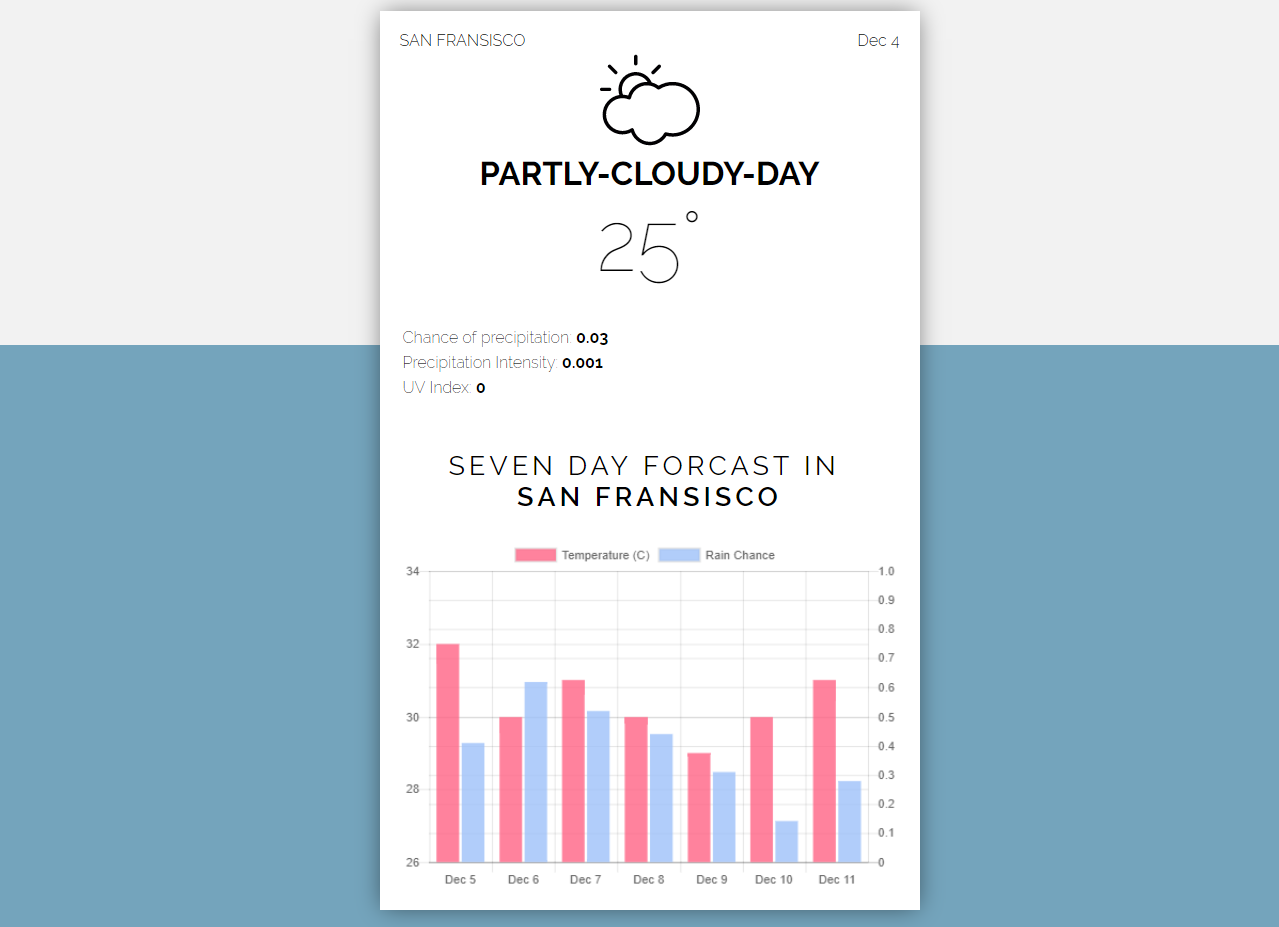 SAN FRANSISCO Dec 4
PARTLY-CLOUDY-DAY
25°
Chance of precipitation: 0.03
Precipitation Intensity: 0.001
UV Index: 0
SEVEN DAY FORCAST IN
SAN FRANSISCO
Temperature (C) Rain Chance
34 1.0
0.9
0.8
32 0.7
0.6
30 0.5
0.4
0.3
28 0.2
0.1
26 0
Dec 5 Dec 6 Dec 7 Dec 8 Dec 9 Dec 10 Dec 11